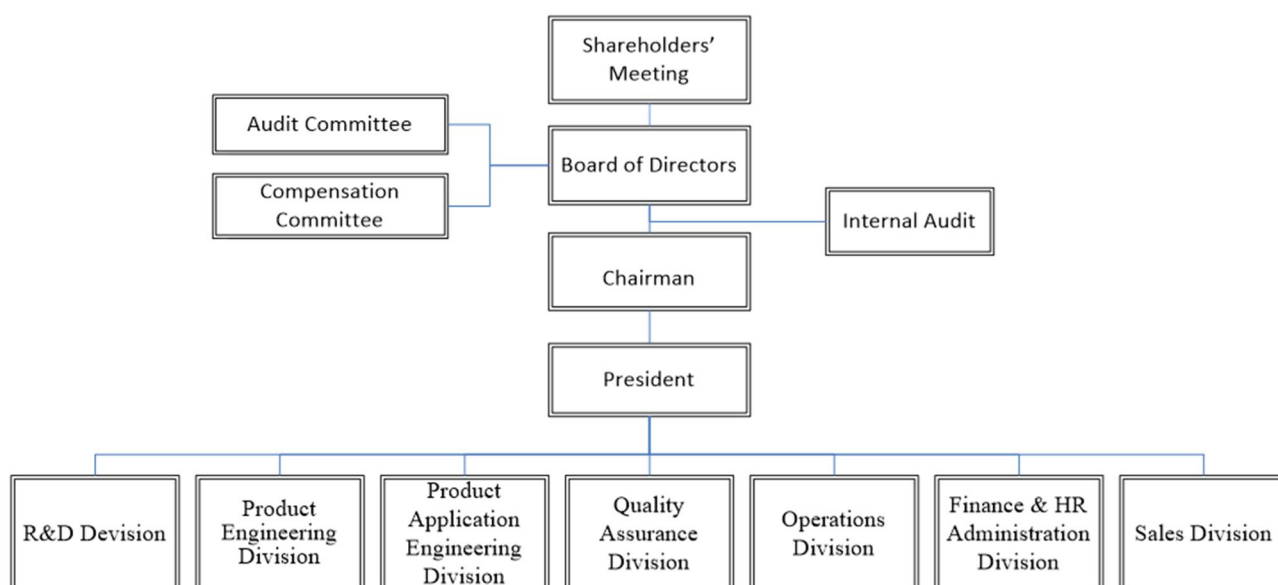 Shareholders'
Meeting
Audit Committee
Board of Directors
Compensation
Committee
Internal Audit
Chairman
President
R&D Devision
Product
Engineering
Division
Product
Application
Engineering
Division
Quality
Assurance
Division
Operations
Division
Finance & HR
Administration
Division
Sales Division